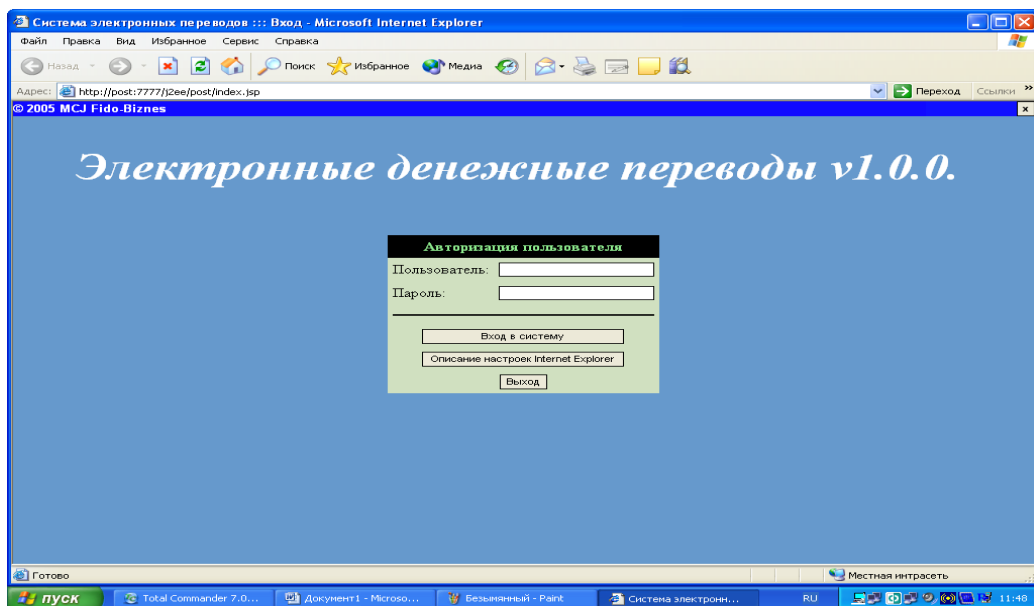 Система электронных переводов ::: Вход - Microsoft Internet Explorer
Файл Правка Вид Избранное Сервис Справка
Назад Поиск Избранное Медиа
Адрес: http://post:7777/j2ee/post/index.jsp Переход Ссылки »
© 2005 MCJ Fido-Biznes x
Электронные денежные переводы v1.0.0.
Авторизация пользователя
Пользователь:
Пароль:
Вход в систему
Описание настроек Internet Explorer
Выход
Готово Местная интрасеть
пуск Total Commander 7.0... Документ1 - Microso... Безымянный - Paint Система электронн... RU 11:48